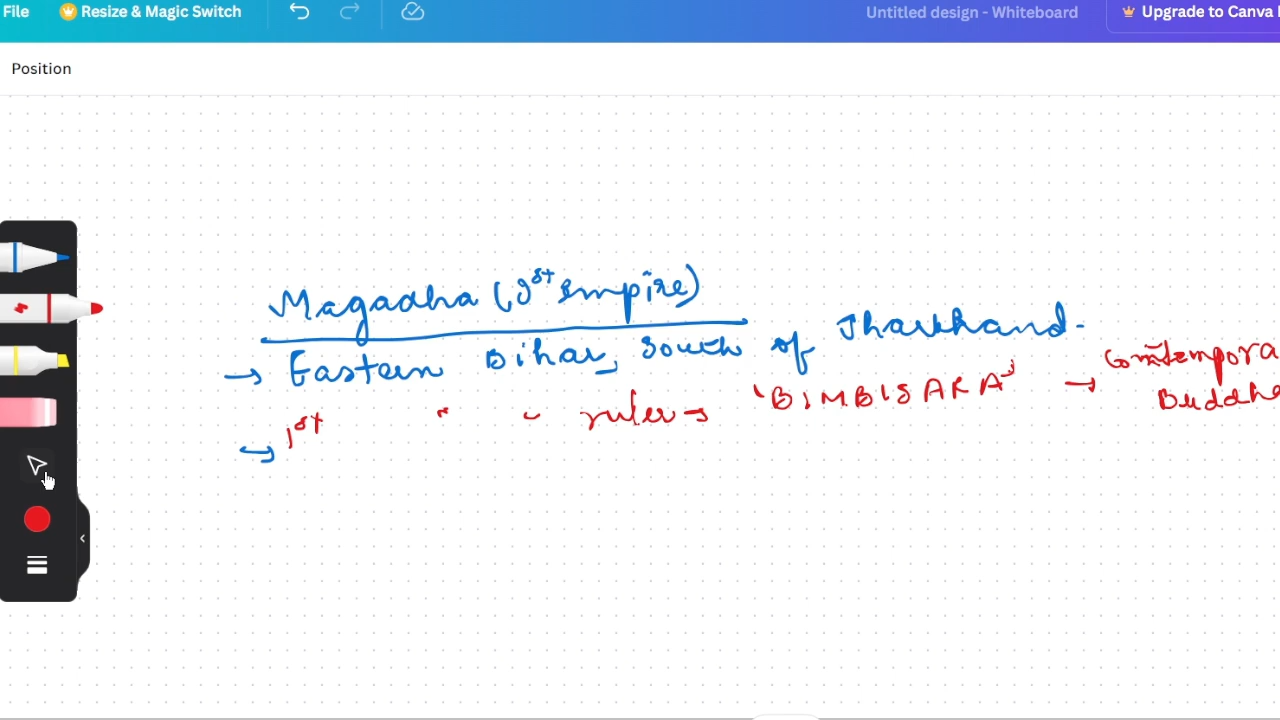 File Resize & Magic Switch Untitled design - Whiteboard Upgrade to Canva
Position
Magadha (1st empire)
→ Eastern Bihar, South of Jharkhand.
→ 1st " " ruler → 'BIMBISARA' → Contempora
Buddha